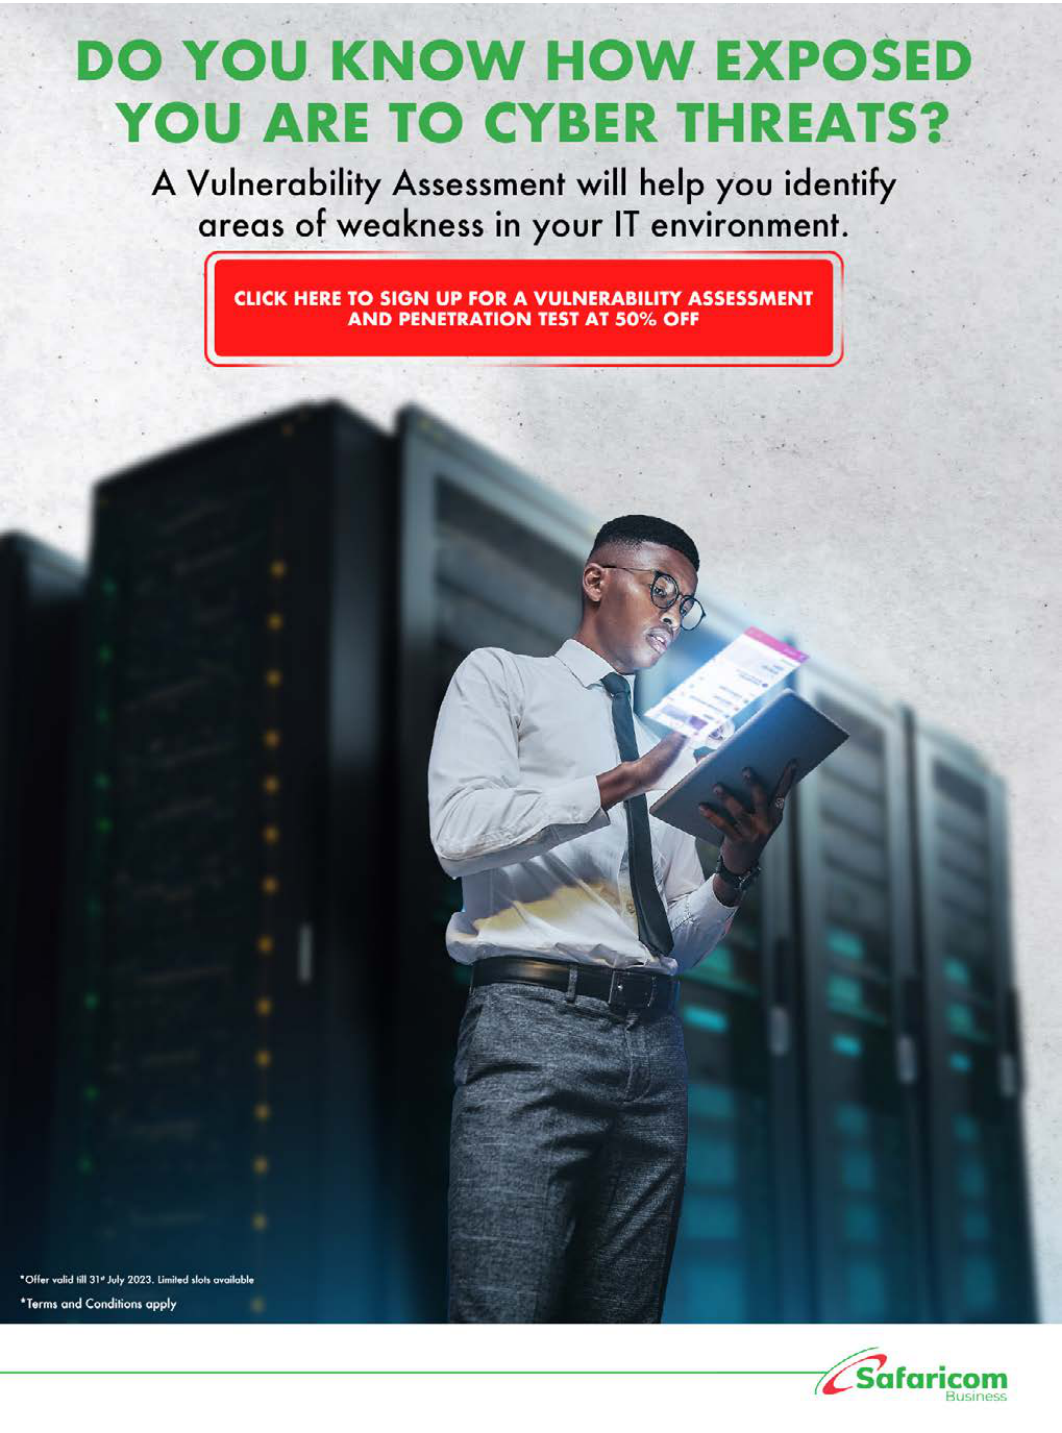 DO YOU KNOW HOW EXPOSED
YOU ARE TO CYBER THREATS?
A Vulnerability Assessment will help you identify
areas of weakness in your IT environment.
CLICK HERE TO SIGN UP FOR A VULNERABILITY ASSESSMENT
AND PENETRATION TEST AT 50% OFF
*Offer valid till 31st July 2023. Limited slots available
*Terms and Conditions apply
Safaricom
Business